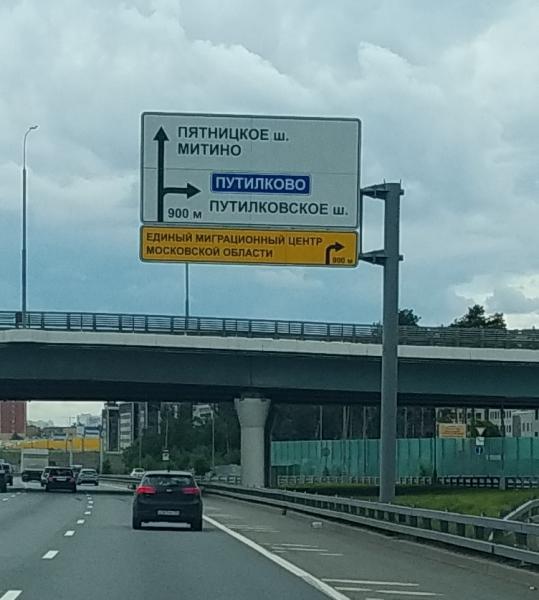 ПЯТНИЦКОЕ ш.
МИТИНО
ПУТИЛКОВО
ПУТИЛКОВСКОЕ ш.
900 м
ЕДИНЫЙ МИГРАЦИОННЫЙ ЦЕНТР
МОСКОВСКОЙ ОБЛАСТИ
900 м